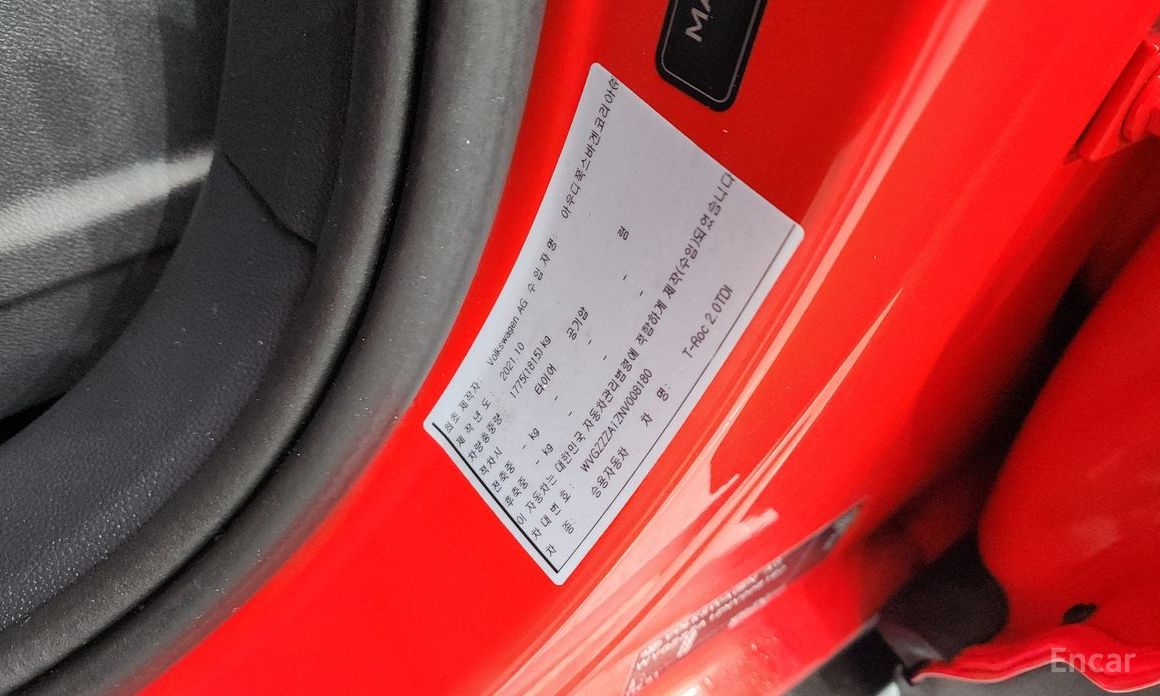 MA
최초 제작자: Volkswagen AG 수 입 자 명: 아우디폭스바겐코리아(주
제 작 년 도: 2021.10
차량총중량 1775(1815) kg
적차시 타이어 공기압 림
전축중 - kg - - -
후축중 - kg - - -
이 자동차는 대한민국 자동차관리법령에 적합하게 제작(수입)되었습니다
차 대 번 호: WVGZZZA1ZNV008180
차 종 승용자동차 차 명: T-Roc 2.0TDI
Encar